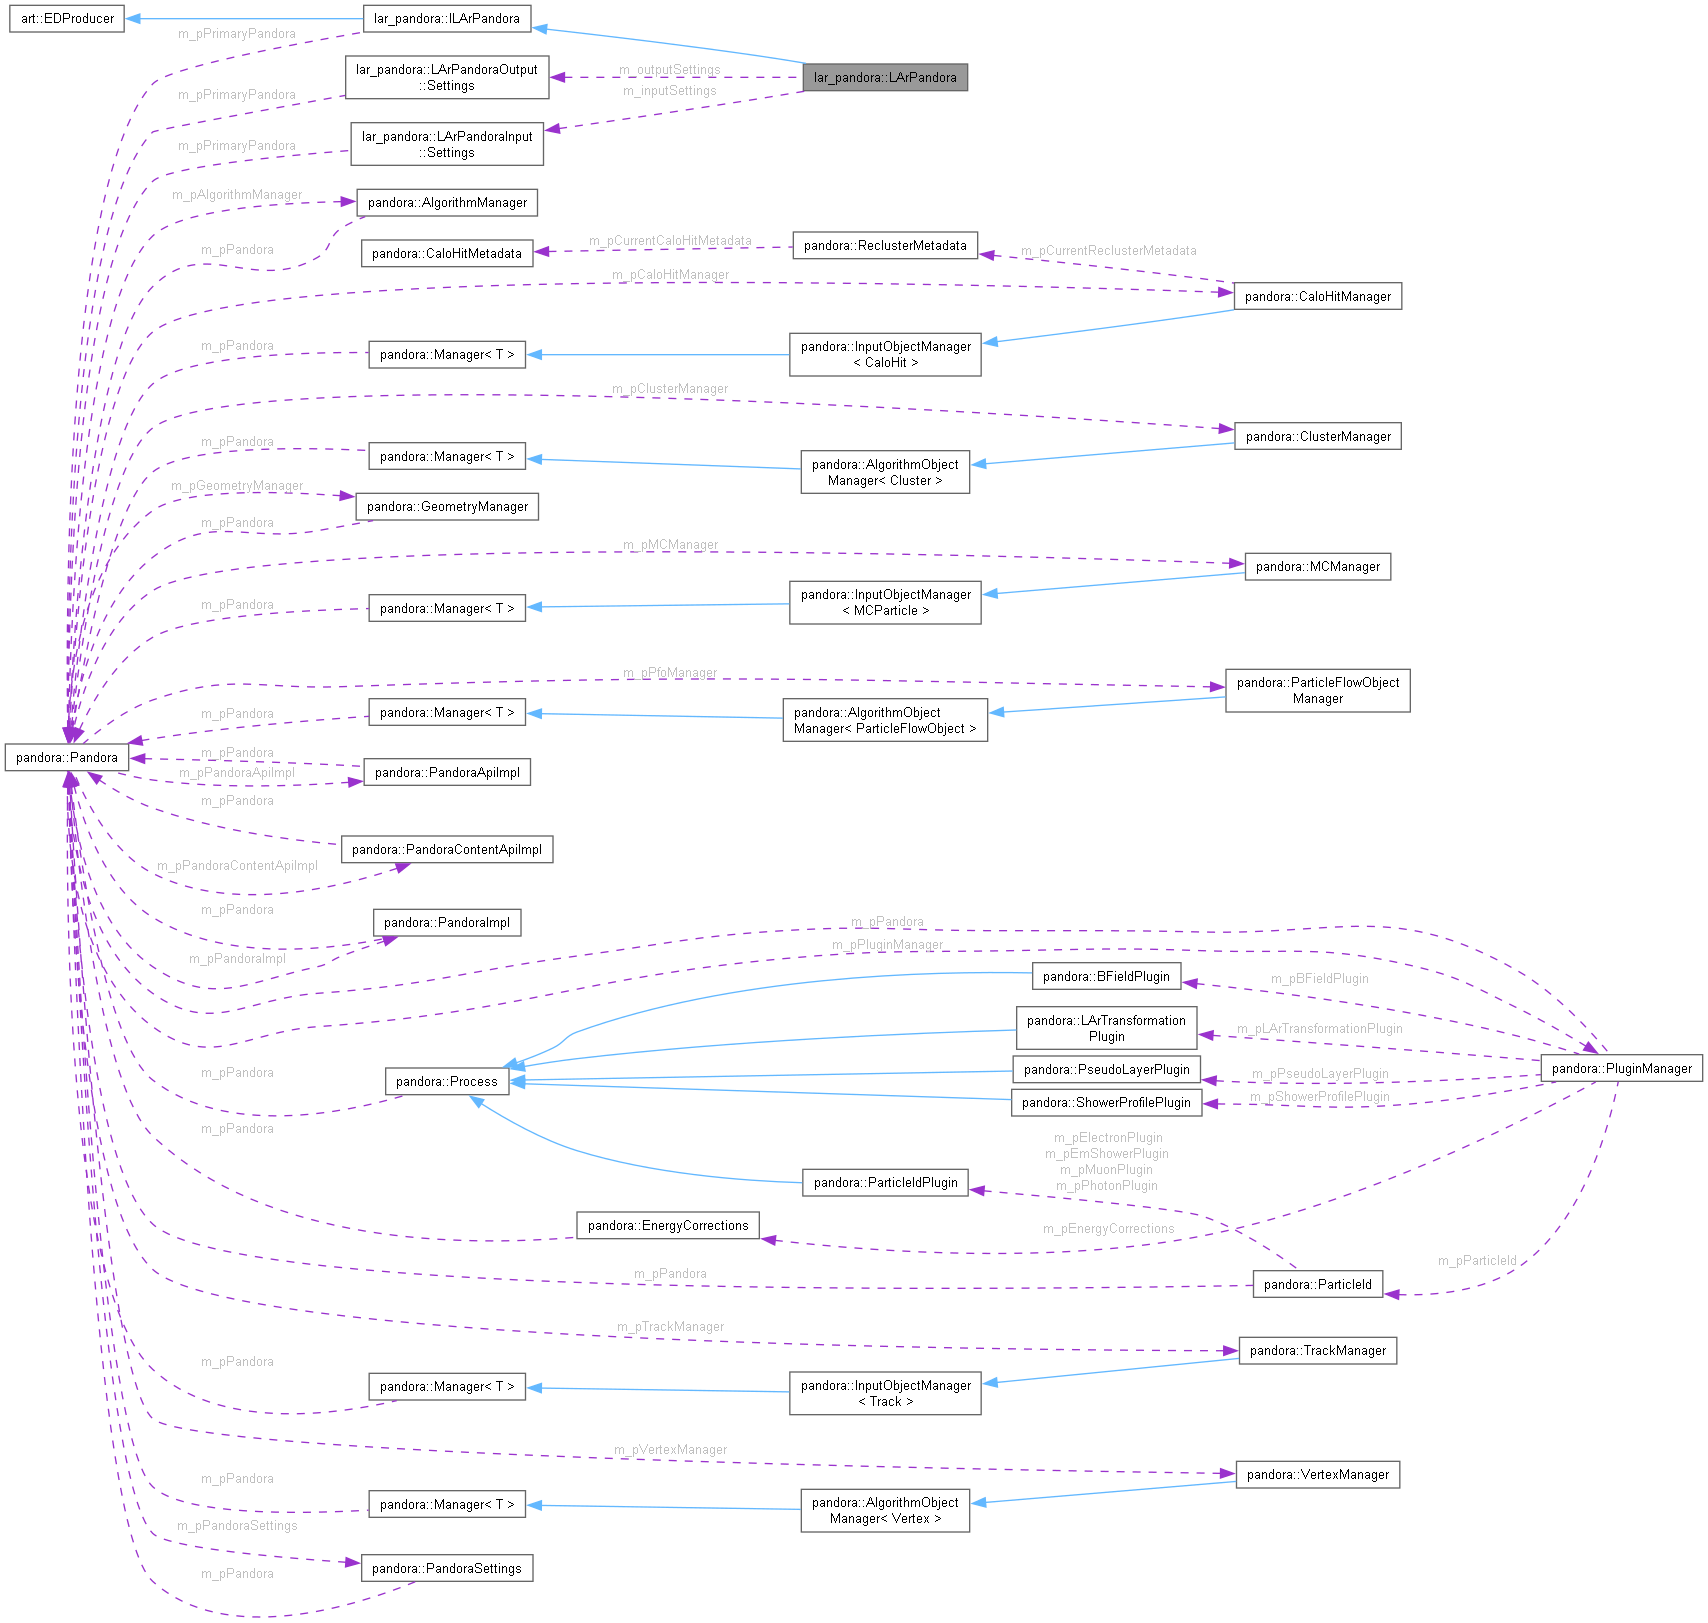 art::EDProducer
lar_pandora::ILArPandora
m_pPrimaryPandora
lar_pandora::LArPandoraOutput
::Settings
m_outputSettings
lar_pandora::LArPandora
m_inputSettings
m_pPrimaryPandora
lar_pandora::LArPandoraInput
::Settings
m_pPrimaryPandora
m_pAlgorithmManager
pandora::AlgorithmManager
m_pPandora
pandora::CaloHitMetadata
m_pCurrentCaloHitMetadata
pandora::ReclusterMetadata
m_pCurrentReclusterMetadata
m_pCaloHitManager
pandora::CaloHitManager
m_pPandora
pandora::Manager< T >
pandora::InputObjectManager
< CaloHit >
m_pClusterManager
pandora::ClusterManager
m_pPandora
pandora::Manager< T >
pandora::AlgorithmObject
Manager< Cluster >
m_pGeometryManager
pandora::GeometryManager
m_pPandora
m_pMCManager
pandora::MCManager
m_pPandora
pandora::Manager< T >
pandora::InputObjectManager
< MCParticle >
m_pPfoManager
pandora::ParticleFlowObject
Manager
m_pPandora
pandora::Manager< T >
pandora::AlgorithmObject
Manager< ParticleFlowObject >
pandora::Pandora
m_pPandora
m_pPandoraApiImpl
pandora::PandoraApiImpl
m_pPandora
pandora::PandoraContentApiImpl
m_pPandoraContentApiImpl
m_pPandora
pandora::PandoraImpl
m_pPandoraImpl
m_pPandora
m_pPluginManager
pandora::BFieldPlugin
m_pBFieldPlugin
pandora::LArTransformation
Plugin
m_pLArTransformationPlugin
pandora::PluginManager
m_pPandora
pandora::Process
pandora::PseudoLayerPlugin
m_pPseudoLayerPlugin
pandora::ShowerProfilePlugin
m_pShowerProfilePlugin
m_pPandora
m_pElectronPlugin
m_pEmShowerPlugin
m_pMuonPlugin
m_pPhotonPlugin
pandora::ParticleIdPlugin
pandora::EnergyCorrections
m_pEnergyCorrections
m_pParticleId
m_pPandora
pandora::ParticleId
m_pTrackManager
pandora::TrackManager
m_pPandora
pandora::Manager< T >
pandora::InputObjectManager
< Track >
m_pVertexManager
pandora::VertexManager
m_pPandora
pandora::Manager< T >
pandora::AlgorithmObject
Manager< Vertex >
m_pPandoraSettings
pandora::PandoraSettings
m_pPandora